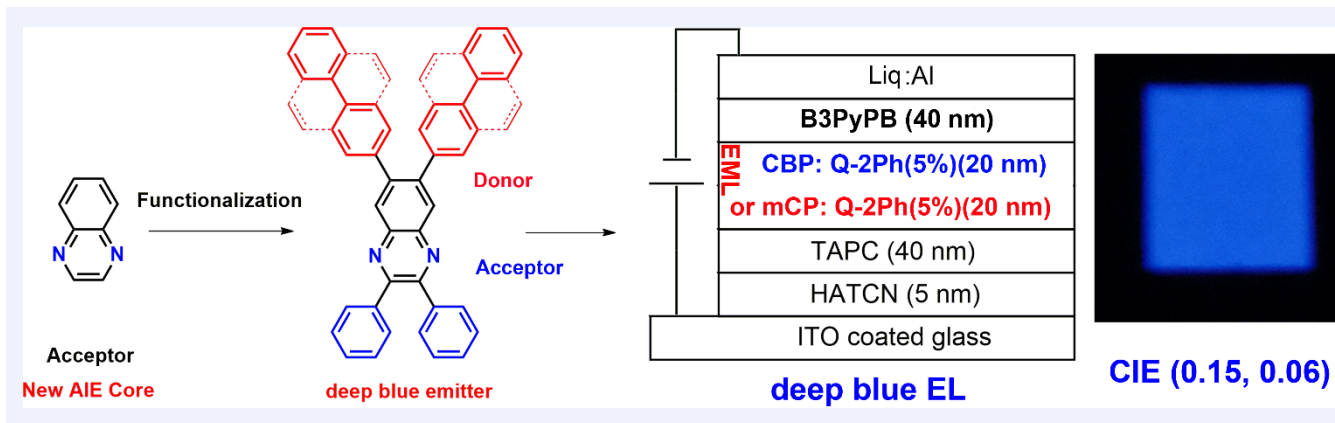 Functionalization
N
N
Acceptor
New AIE Core
N
N
Donor
Acceptor
deep blue emitter
Liq:Al
B3PyPB (40 nm)
EML
CBP: Q-2Ph(5%)(20 nm)
or mCP: Q-2Ph(5%)(20 nm)
TAPC (40 nm)
HATCN (5 nm)
ITO coated glass
deep blue EL
CIE (0.15, 0.06)